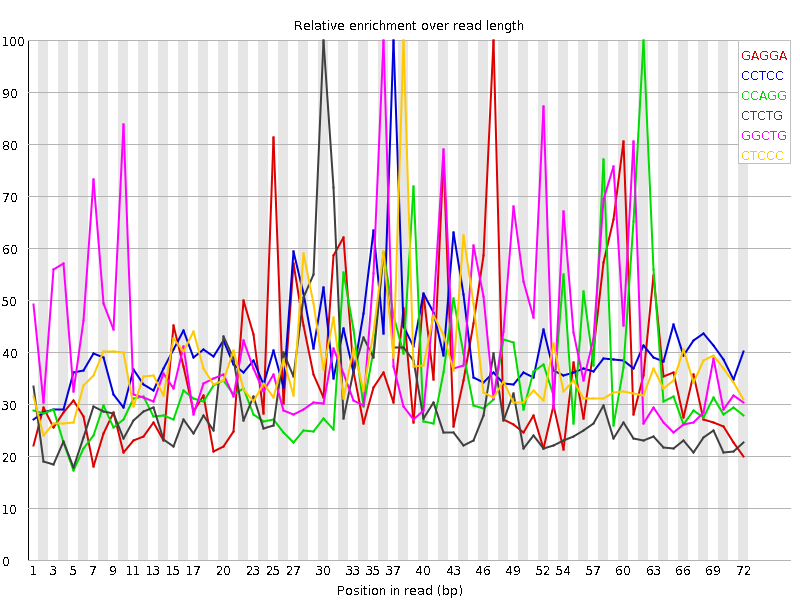 Relative enrichment over read length
100
90
80
70
60
50
40
30
20
10
0
GAGGA
CCTCC
CCAGG
CTCTG
GGCTG
CTCCC
1 3 5 7 9 11 13 15 17 20 23 25 27 30 33 35 37 40 43 46 49 52 54 57 60 63 66 69 72
Position in read (bp)